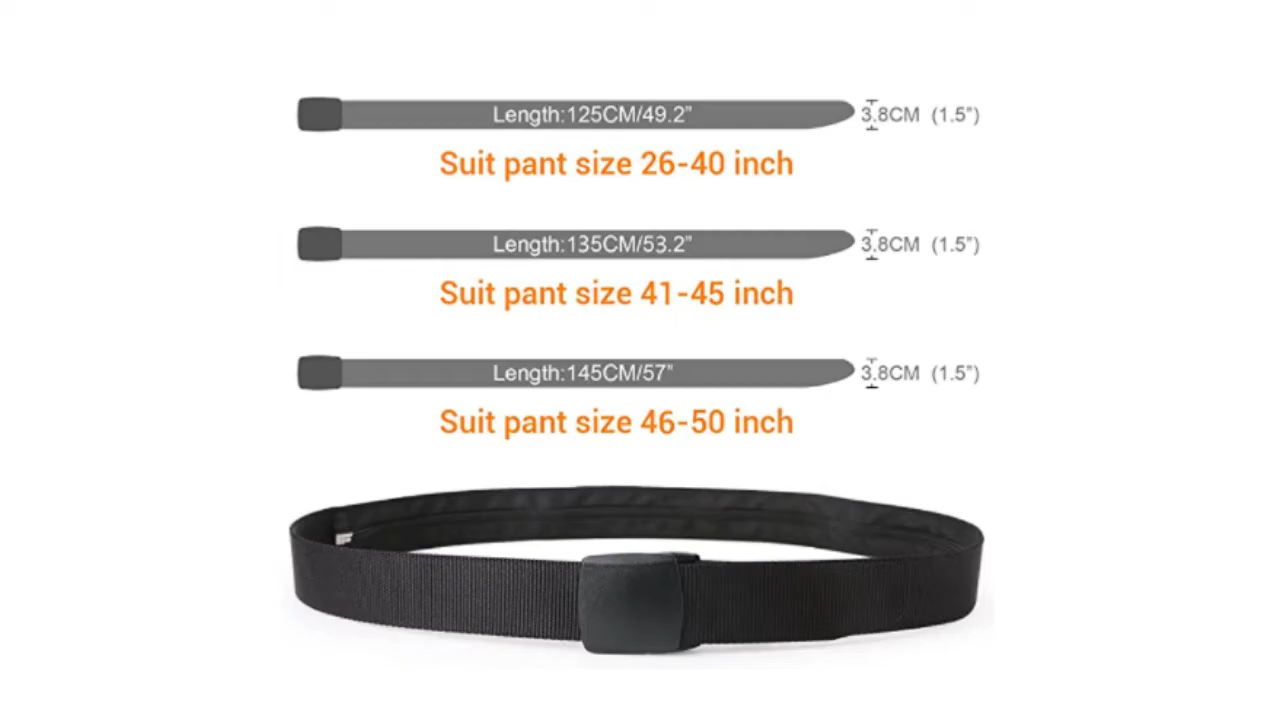 Length:125CM/49.2" 3.8CM (1.5")
Suit pant size 26-40 inch
Length:135CM/53.2" 3.8CM (1.5")
Suit pant size 41-45 inch
Length:145CM/57" 3.8CM (1.5")
Suit pant size 46-50 inch